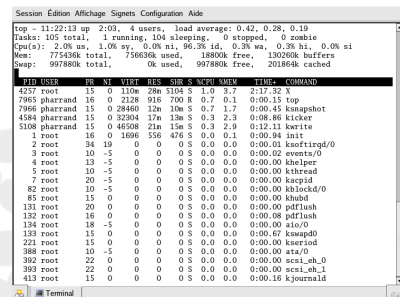 Session Édition Affichage Signets Configuration Aide
top - 11:22:13 up 2:03, 4 users, load average: 0.42, 0.28, 0.19
Tasks: 105 total, 1 running, 104 sleeping, 0 stopped, 0 zombie
Cpu(s): 2.0% us, 1.0% sy, 0.0% ni, 96.3% id, 0.3% wa, 0.3% hi, 0.0% si
Mem: 775436k total, 756636k used, 18800k free, 130260k buffers
Swap: 997880k total, 0k used, 997880k free, 201864k cached
PID USER PR NI VIRT RES SHR S %CPU %MEM TIME+ COMMAND
4257 root 15 0 110m 28m 5104 S 1.0 3.7 2:17.32 X
7965 parrharn 16 0 2128 916 700 R 0.7 0.1 0:00.15 top
7966 parrharn 15 0 28460 12m 10m S 0.7 1.7 0:00.45 ksnapshot
4584 parrharn 15 0 32304 17m 13m S 0.3 2.3 0:08.86 kicker
5108 parrharn 15 0 46508 21m 15m S 0.3 2.9 0:12.11 kwrite
1 root 16 0 1696 556 476 S 0.0 0.1 0:00.94 init
2 root 34 19 0 0 0 S 0.0 0.0 0:00.01 ksoftirqd/0
3 root 10 -5 0 0 0 S 0.0 0.0 0:00.02 events/0
4 root 13 -5 0 0 0 S 0.0 0.0 0:00.00 khelper
5 root 10 -5 0 0 0 S 0.0 0.0 0:00.00 kthread
7 root 20 -5 0 0 0 S 0.0 0.0 0:00.00 kacpid
82 root 10 -5 0 0 0 S 0.0 0.0 0:00.00 kblockd/0
85 root 15 0 0 0 0 S 0.0 0.0 0:00.00 khubd
131 root 20 0 0 0 0 S 0.0 0.0 0:00.00 pdflush
132 root 16 0 0 0 0 S 0.0 0.0 0:00.08 pdflush
134 root 18 -5 0 0 0 S 0.0 0.0 0:00.00 aio/0
133 root 15 0 0 0 0 S 0.0 0.0 0:00.67 kswapd0
221 root 15 0 0 0 0 S 0.0 0.0 0:00.00 kseriod
388 root 10 -5 0 0 0 S 0.0 0.0 0:00.00 ata/0
392 root 22 0 0 0 0 S 0.0 0.0 0:00.00 scsi_eh_0
393 root 22 0 0 0 0 S 0.0 0.0 0:00.00 scsi_eh_1
413 root 15 0 0 0 0 S 0.0 0.0 0:00.16 kjournald
Terminal